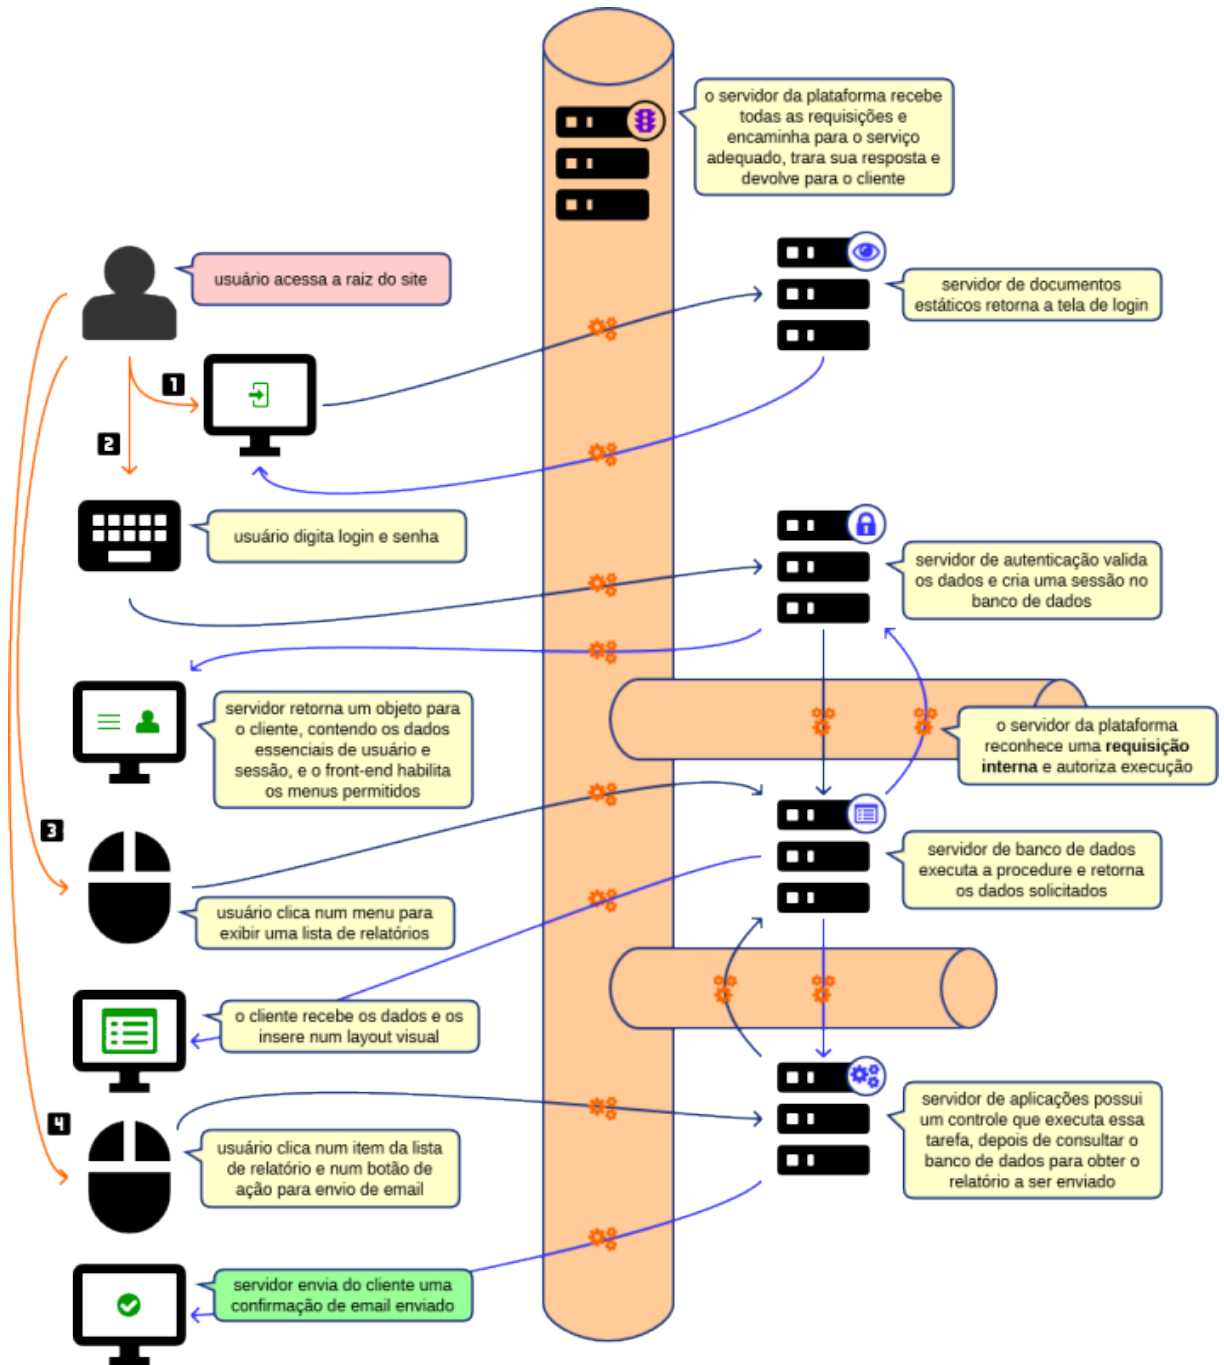 o servidor da plataforma recebe
todas as requisições e
encaminha para o serviço
adequado, trara sua resposta e
devolve para o cliente
usuário acessa a raiz do site
servidor de documentos
estáticos retorna a tela de login
1
2
usuário digita login e senha
servidor de autenticação valida
os dados e cria uma sessão no
banco de dados
servidor retorna um objeto para
o cliente, contendo os dados
essenciais de usuário e
sessão, e o front-end habilita
os menus permitidos
o servidor da plataforma
reconhece uma requisição
interna e autoriza execução
3
servidor de banco de dados
executa a procedure e retorna
os dados solicitados
usuário clica num menu para
exibir uma lista de relatórios
o cliente recebe os dados e os
insere num layout visual
4
usuário clica num item da lista
de relatório e num botão de
ação para envio de email
servidor de aplicações possui
um controle que executa essa
tarefa, depois de consultar o
banco de dados para obter o
relatório a ser enviado
servidor envia do cliente uma
confirmação de email enviado